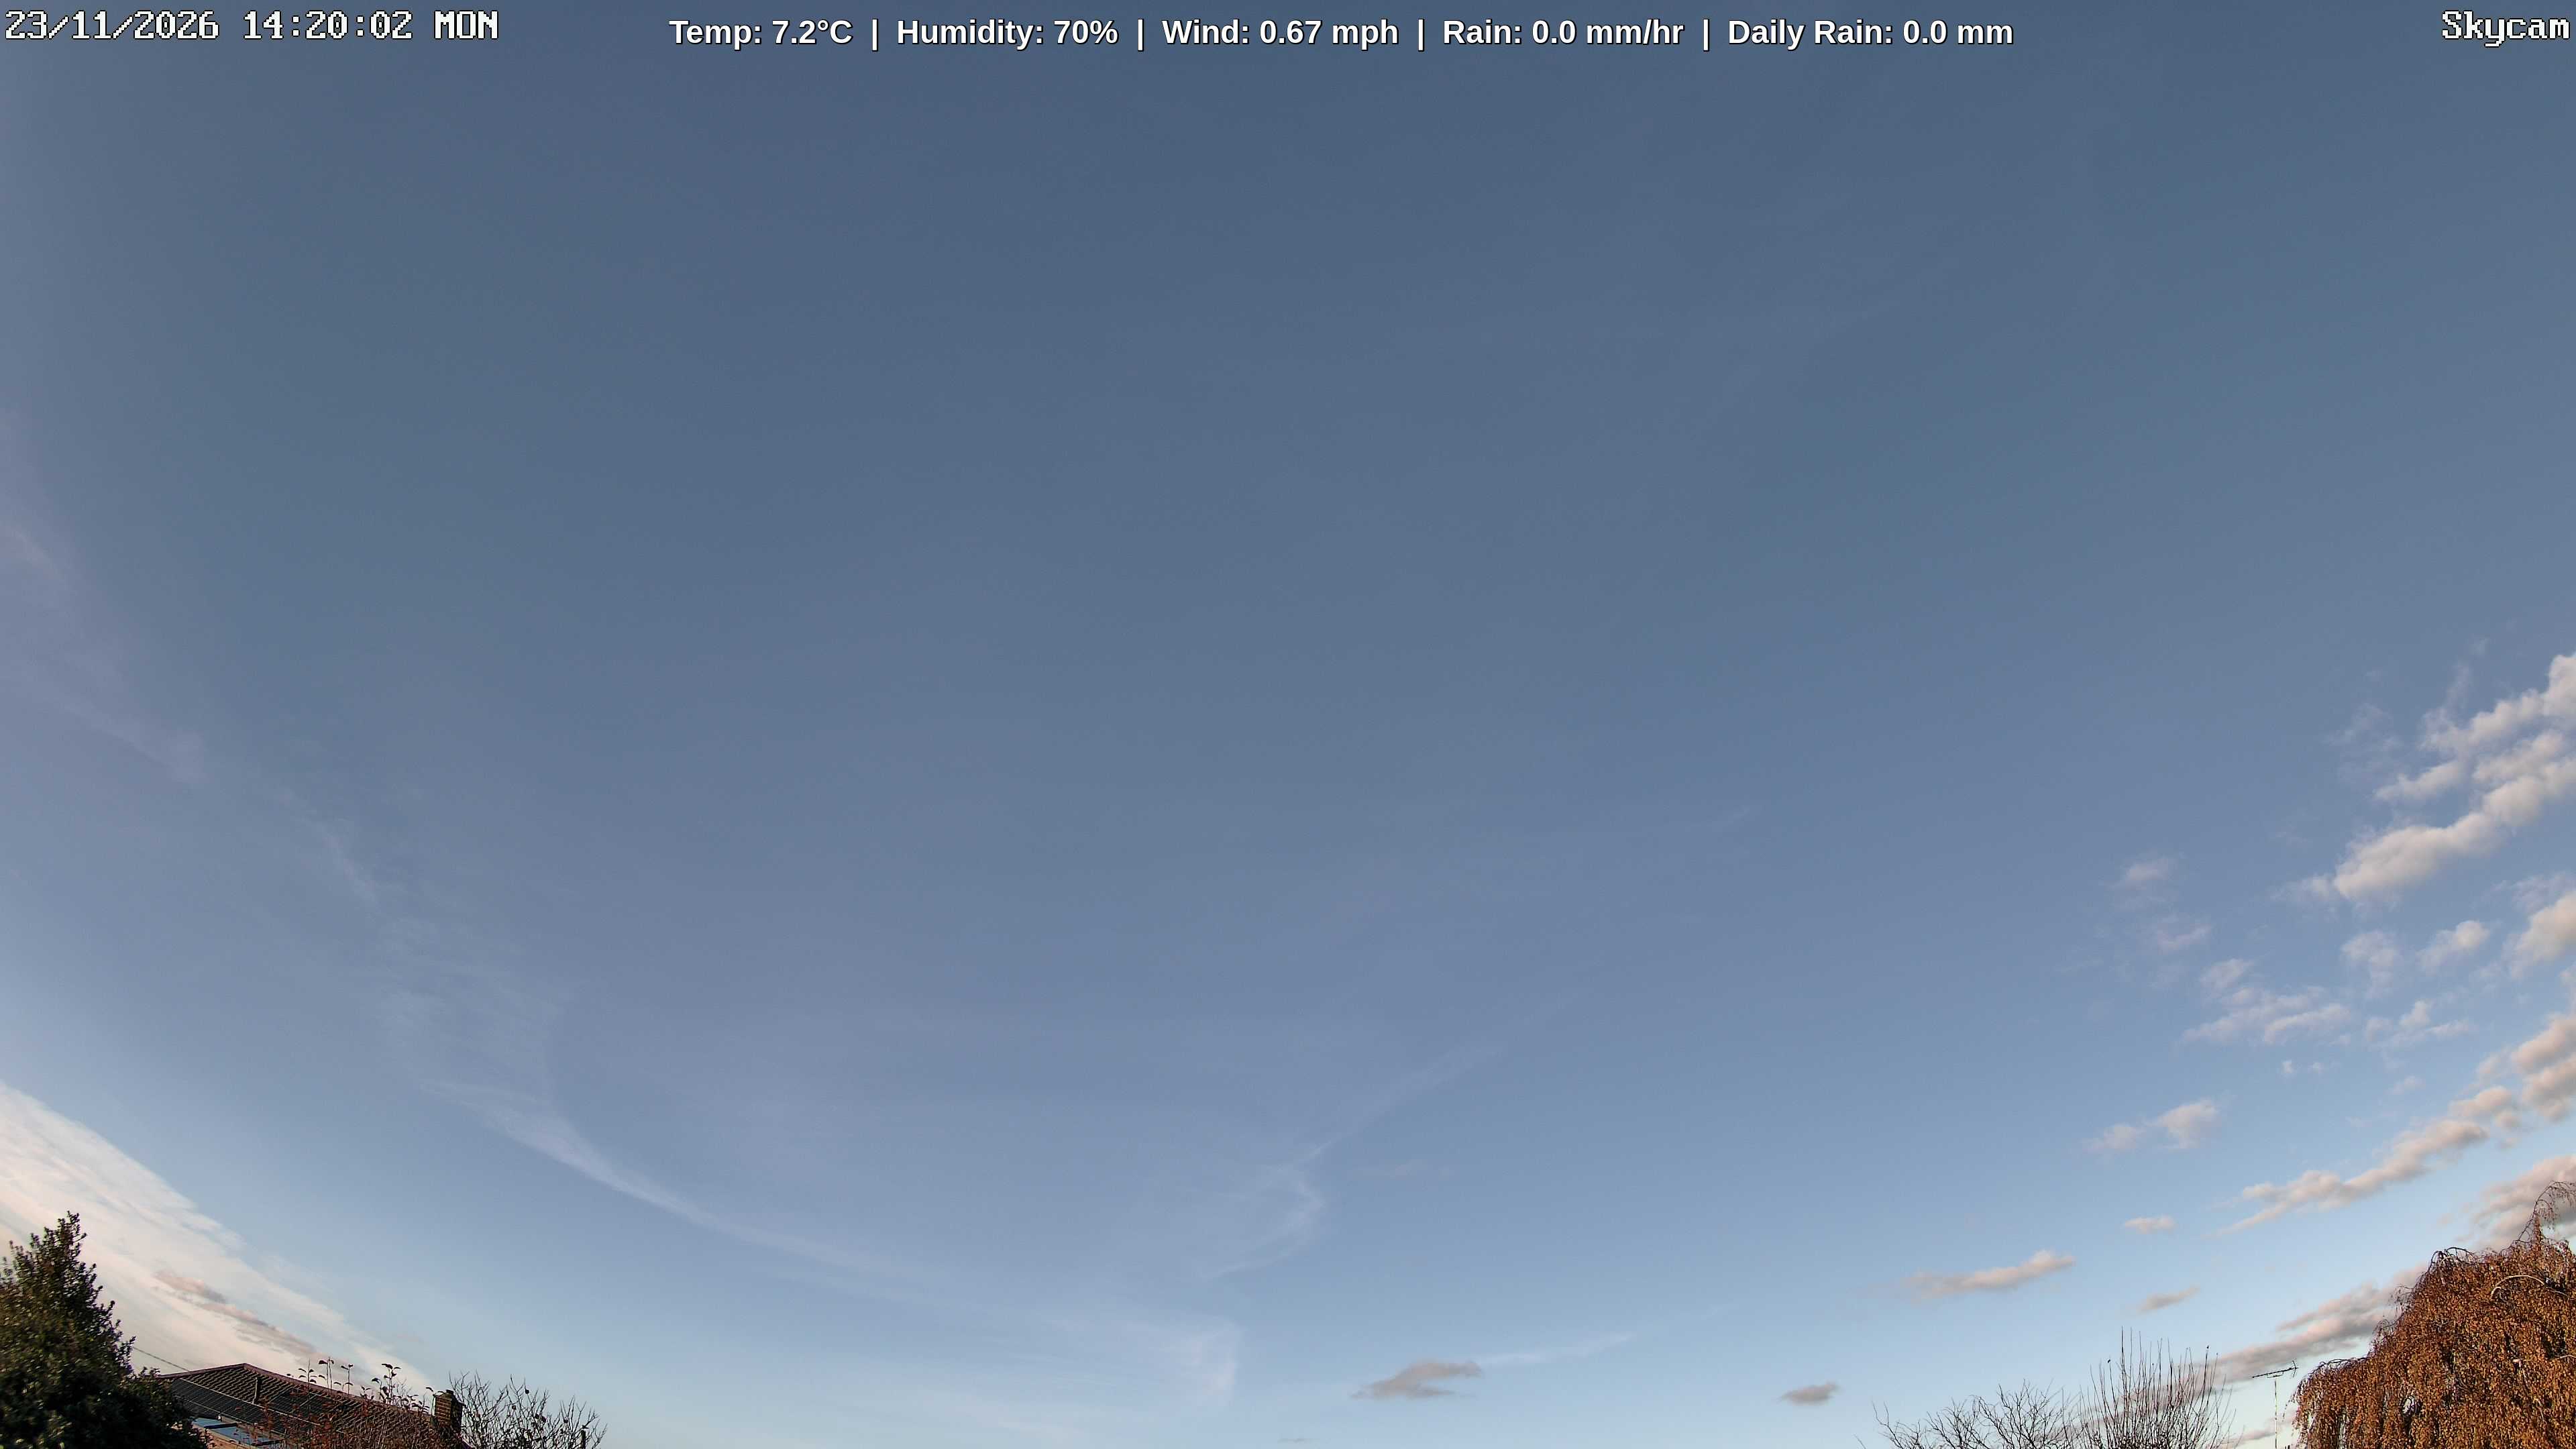 23/11/2026 14:20:02 MON
Temp: 7.2°C | Humidity: 70% | Wind: 0.67 mph | Rain: 0.0 mm/hr | Daily Rain: 0.0 mm
Skycam